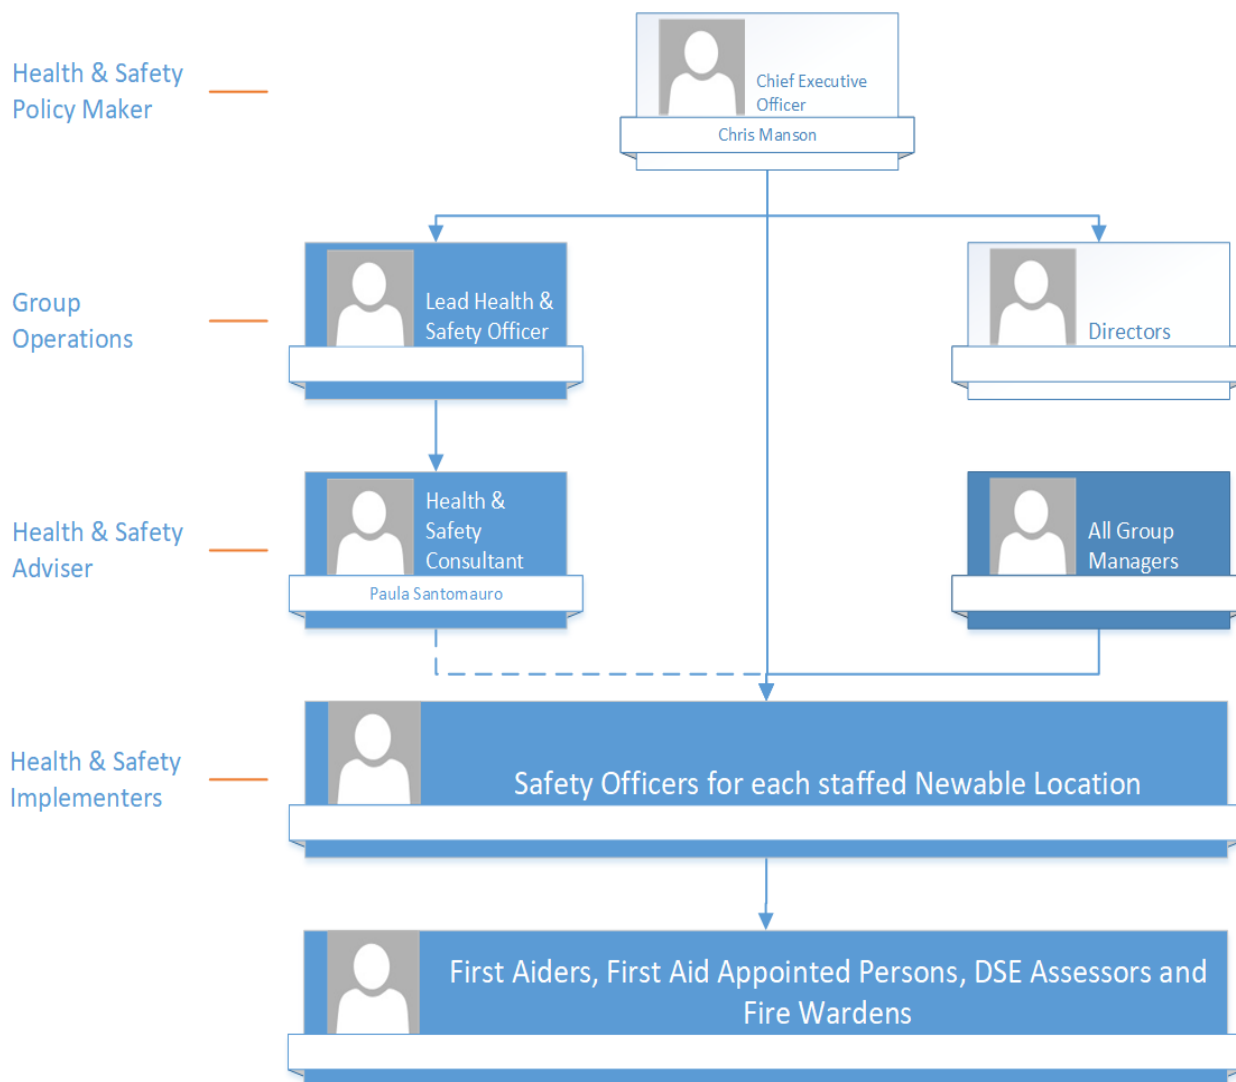 Health & Safety
Policy Maker
Chief Executive
Officer
Chris Manson
Group
Operations
Lead Health &
Safety Officer
Directors
Health & Safety
Adviser
Health &
Safety
Consultant
Paula Santomauro
All Group
Managers
Health & Safety
Implementers
Safety Officers for each staffed Newable Location
First Aiders, First Aid Appointed Persons, DSE Assessors and
Fire Wardens